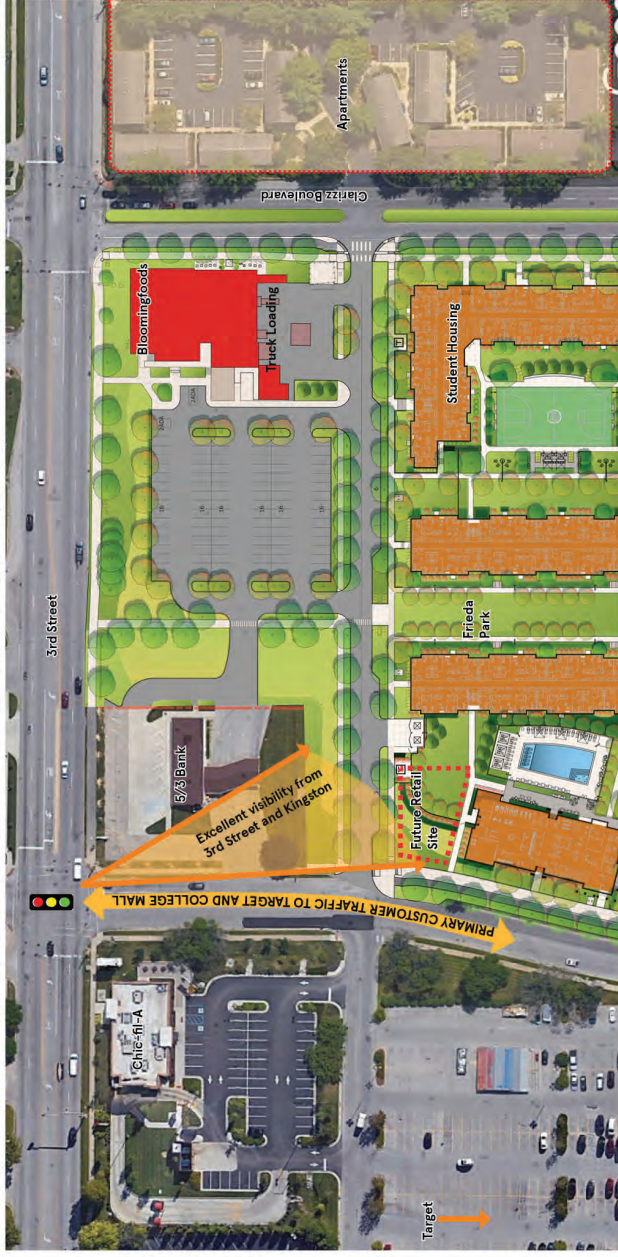 3rd Street
Chic-fil-A
5/3 Bank
Bloomingfoods
Truck Loading
Clarizz Boulevard
Apartments
Excellent visibility from
3rd Street and Kingston
PRIMARY CUSTOMER TRAFFIC TO TARGET AND COLLEGE MALL
Target
Future Retail
Site
Frieda
Park
Student Housing